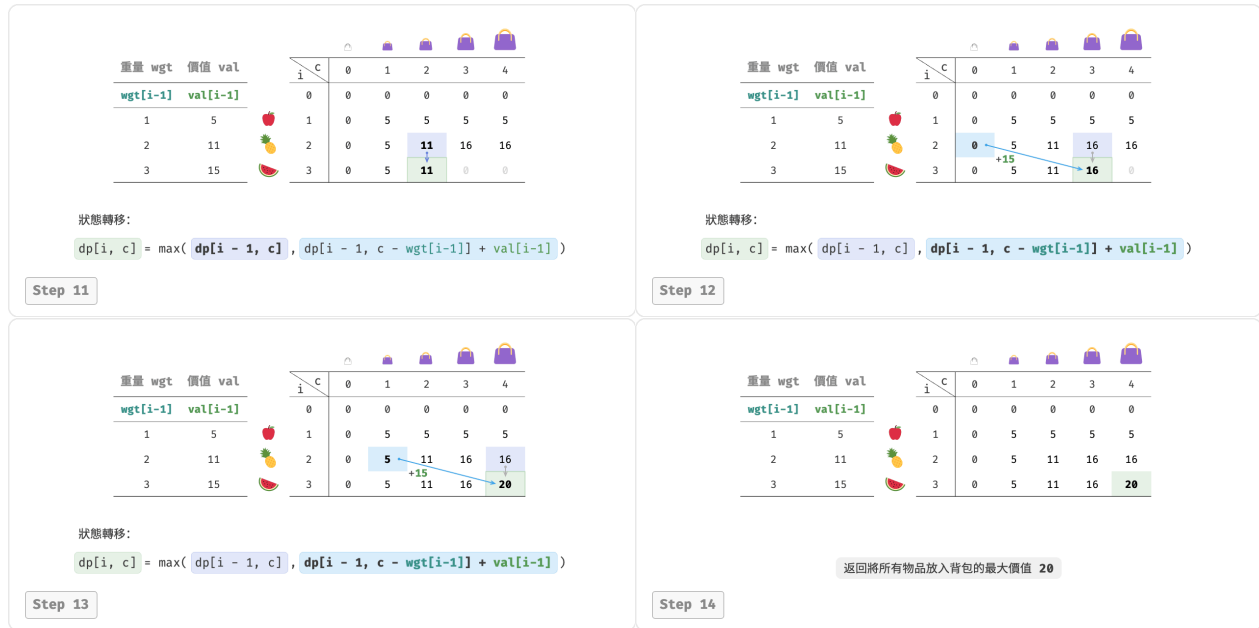 重量 wgt 價值 val
wgt[i-1] val[i-1]
1 5
2 11
3 15
i c 0 1 2 3 4
0 0 0 0 0 0
1 0 5 5 5 5
2 0 5 11 16 16
3 0 5 11 0 0
狀態轉移：
dp[i, c] = max( dp[i - 1, c] , dp[i - 1, c - wgt[i-1]] + val[i-1] )
Step 11
重量 wgt 價值 val
wgt[i-1] val[i-1]
1 5
2 11
3 15
i c 0 1 2 3 4
0 0 0 0 0 0
1 0 5 5 5 5
2 0 5 11 16 16
+15
3 0 5 11 16 0
狀態轉移：
dp[i, c] = max( dp[i - 1, c] , dp[i - 1, c - wgt[i-1]] + val[i-1] )
Step 12
重量 wgt 價值 val
wgt[i-1] val[i-1]
1 5
2 11
3 15
i c 0 1 2 3 4
0 0 0 0 0 0
1 0 5 5 5 5
2 0 5 11 16 16
+15
3 0 5 11 16 20
狀態轉移：
dp[i, c] = max( dp[i - 1, c] , dp[i - 1, c - wgt[i-1]] + val[i-1] )
Step 13
重量 wgt 價值 val
wgt[i-1] val[i-1]
1 5
2 11
3 15
i c 0 1 2 3 4
0 0 0 0 0 0
1 0 5 5 5 5
2 0 5 11 16 16
3 0 5 11 16 20
返回將所有物品放入背包的最大價值 20
Step 14